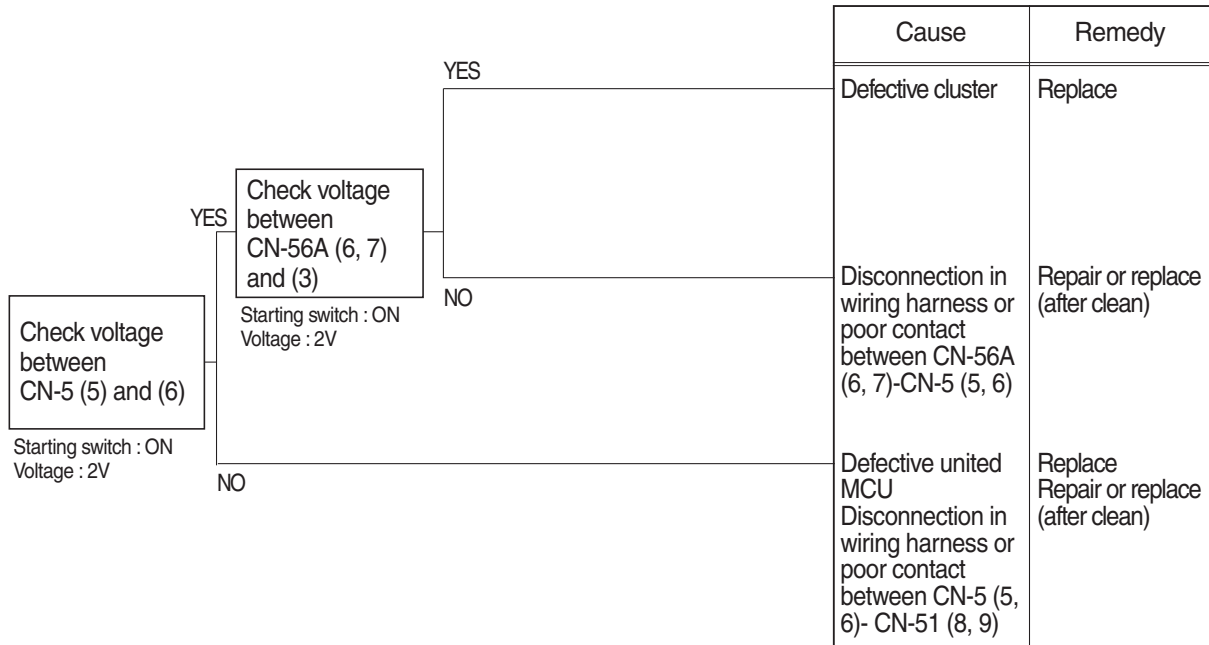 Cause
Remedy
YES
Defective cluster
Replace
Check voltage
between
CN-56A (6, 7)
and (3)
YES
Starting switch : ON
Voltage : 2V
NO
Disconnection in
wiring harness or
poor contact
between CN-56A
(6, 7)-CN-5 (5, 6)
Repair or replace
(after clean)
Check voltage
between
CN-5 (5) and (6)
Starting switch : ON
Voltage : 2V
NO
Defective united
MCU
Disconnection in
wiring harness or
poor contact
between CN-5 (5,
6)- CN-51 (8, 9)
Replace
Repair or replace
(after clean)